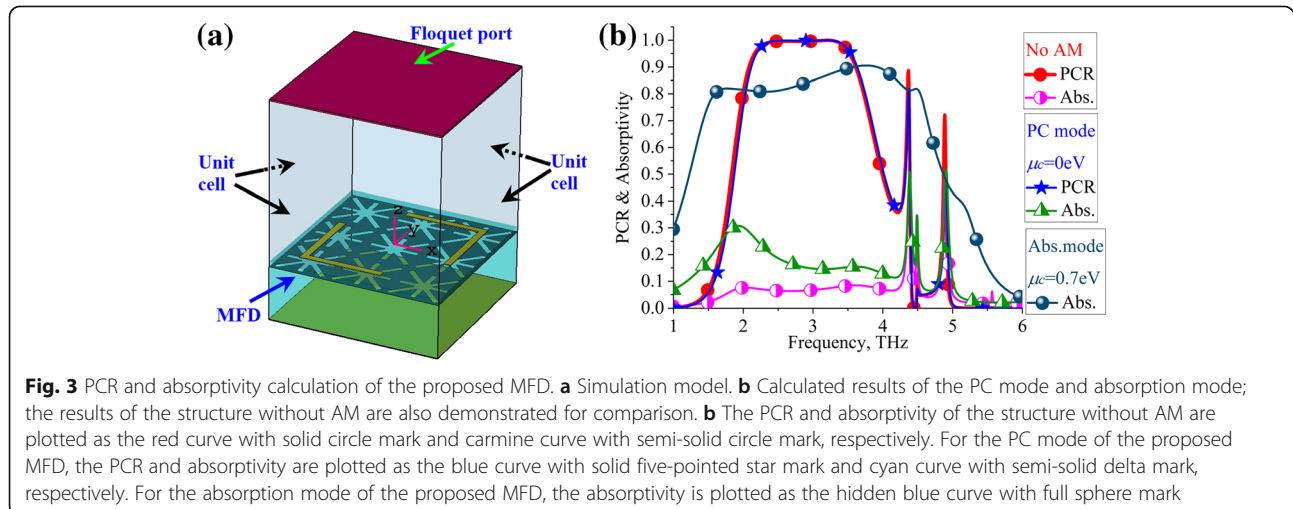 (a)
Floquet port
Unit
cell
Unit
cell
z
Y
x
MFD
(b)
PCR & Absorptivity
1.0
0.9
0.8
0.7
0.6
0.5
0.4
0.3
0.2
0.1
0.0
1 2 3 4 5 6
Frequency, THz
No AM
PCR
Abs.
PC mode
μc=0eV
PCR
Abs.
Abs.mode
μc=0.7eV
Abs.
Fig. 3 PCR and absorptivity calculation of the proposed MFD. a Simulation model. b Calculated results of the PC mode and absorption mode;
the results of the structure without AM are also demonstrated for comparison. b The PCR and absorptivity of the structure without AM are
plotted as the red curve with solid circle mark and carmine curve with semi-solid circle mark, respectively. For the PC mode of the proposed
MFD, the PCR and absorptivity are plotted as the blue curve with solid five-pointed star mark and cyan curve with semi-solid delta mark,
respectively. For the absorption mode of the proposed MFD, the absorptivity is plotted as the hidden blue curve with full sphere mark